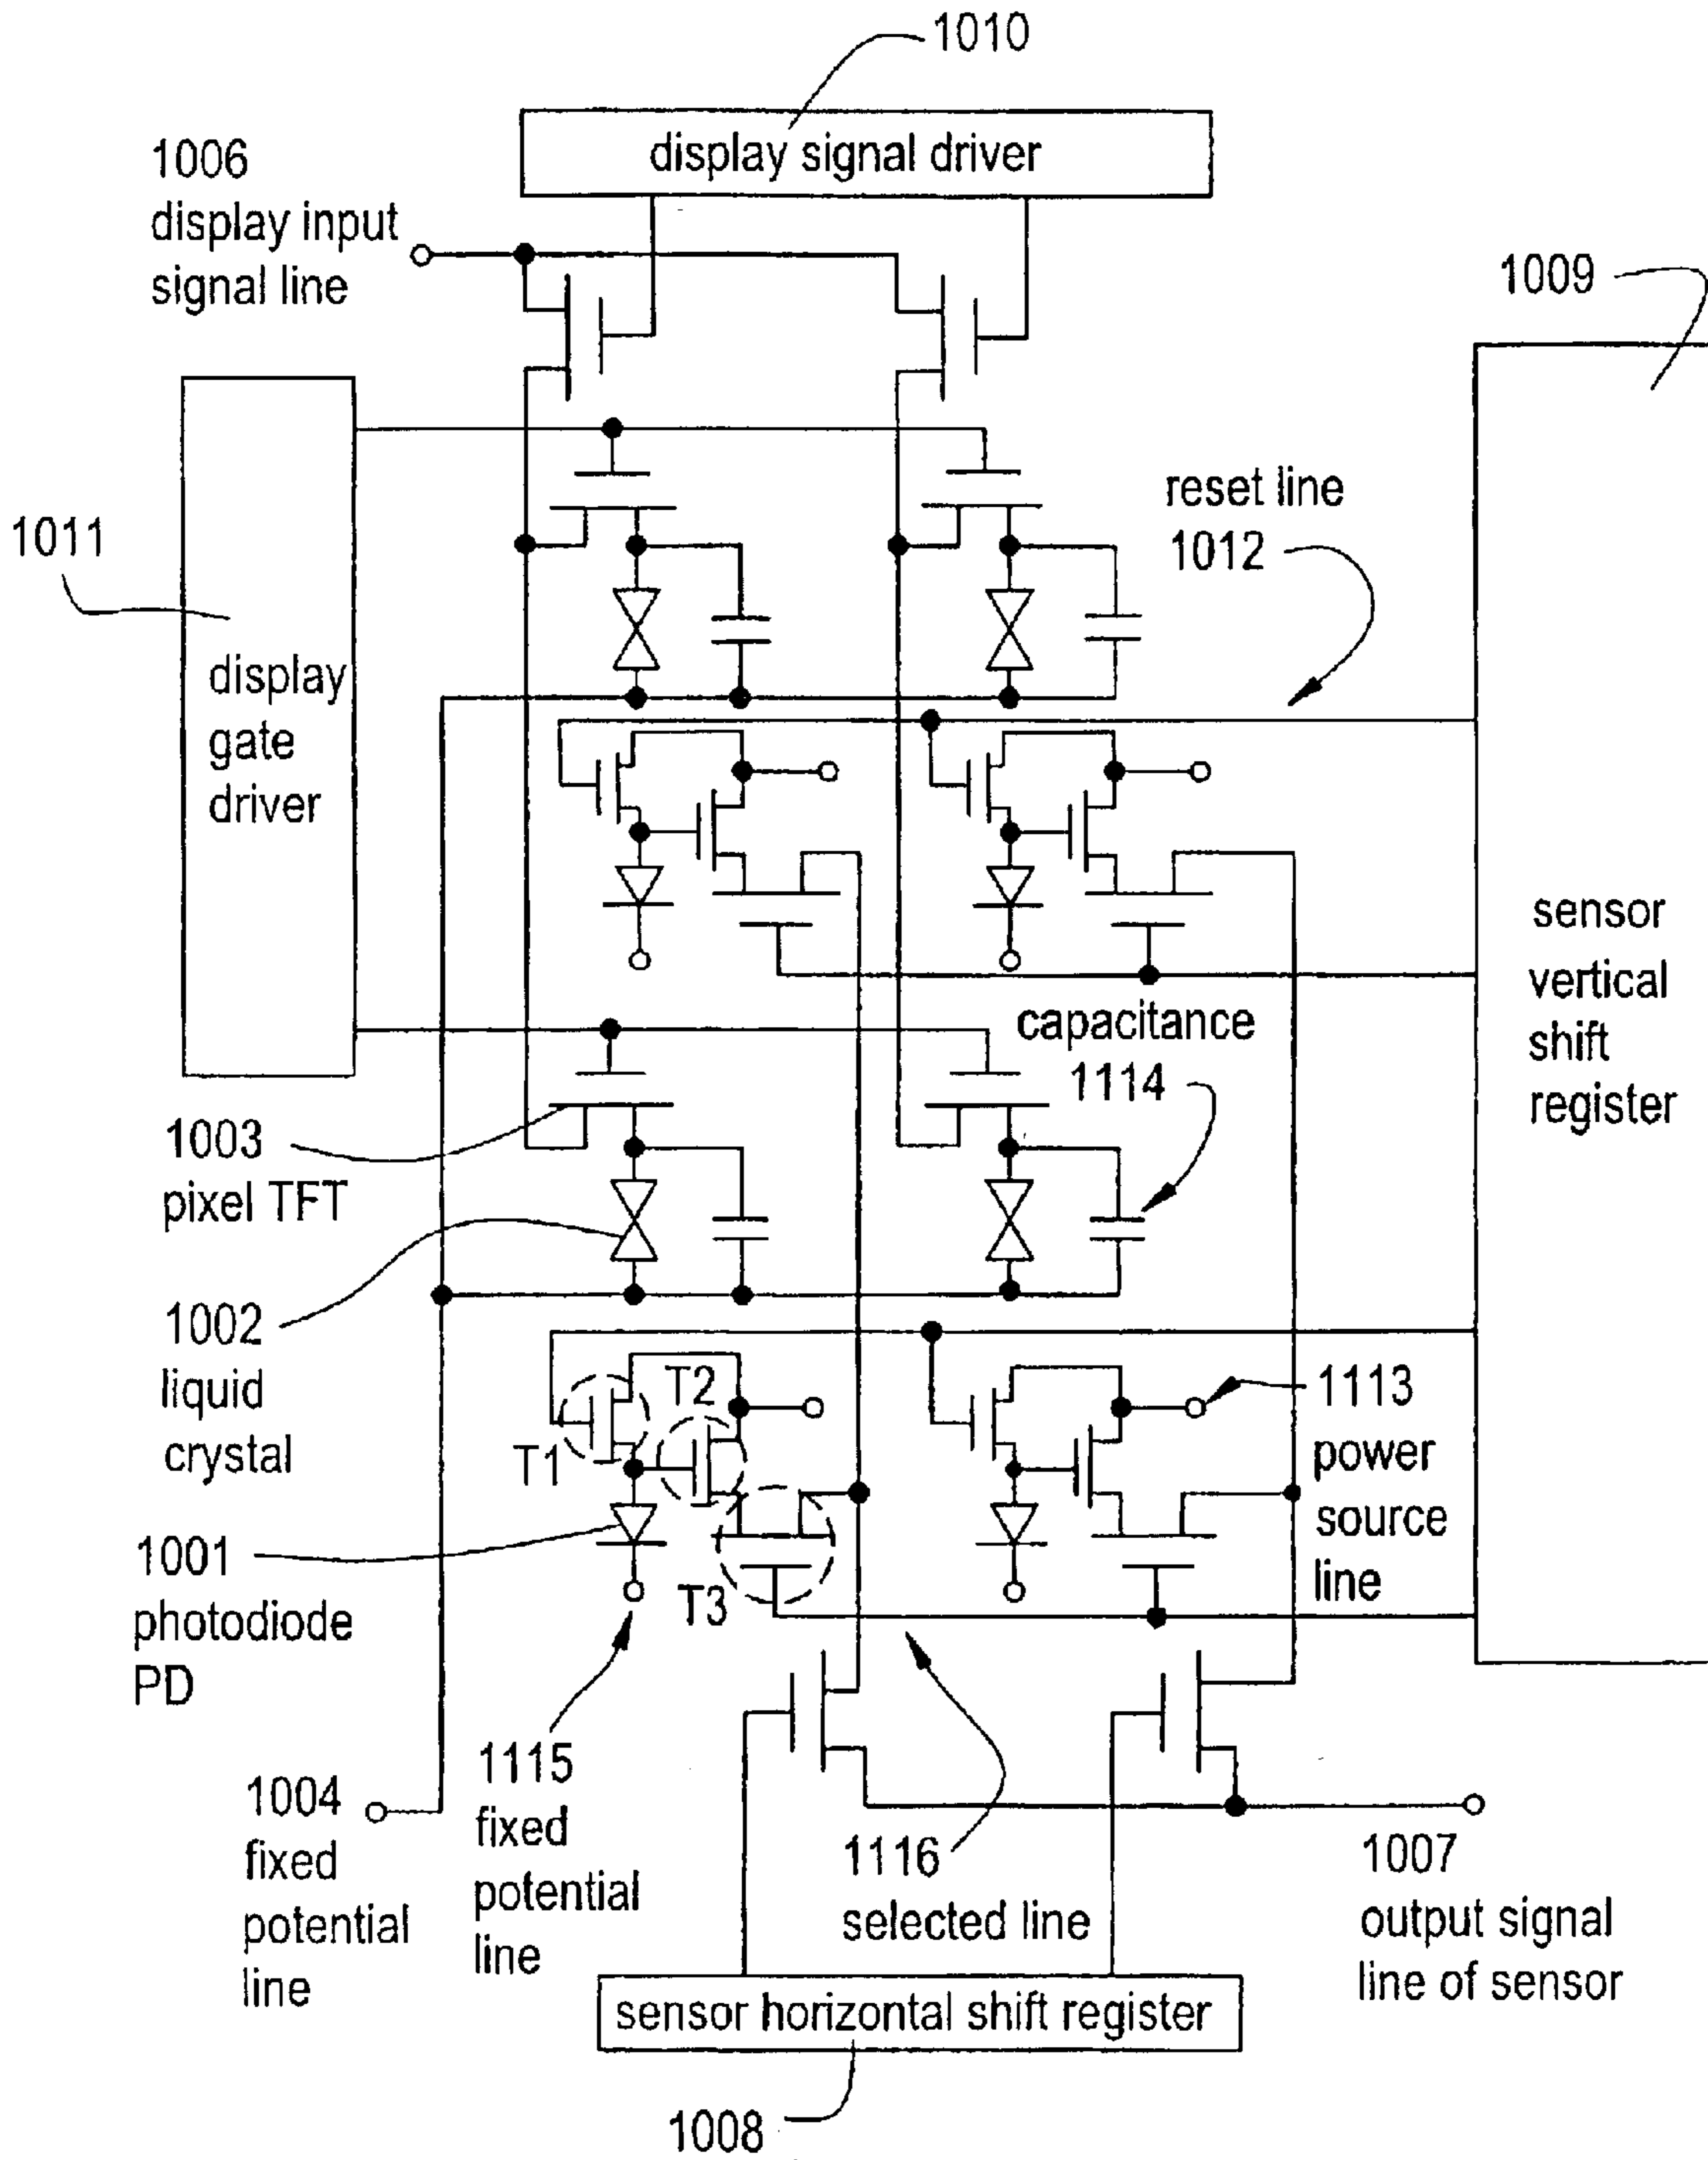 1010
display signal driver
1006
display input
signal line
1009
reset line
1012
1011
display
gate
driver
sensor
vertical
shift
register
capacitance
1114
1003
pixel TFT
1002
liquid
crystal
T1
T2
T3
1113
power
source
line
1001
photodiode
PD
1115
fixed
potential
line
1004
fixed
potential
line
1116
selected line
1007
output signal
line of sensor
sensor horizontal shift register
1008